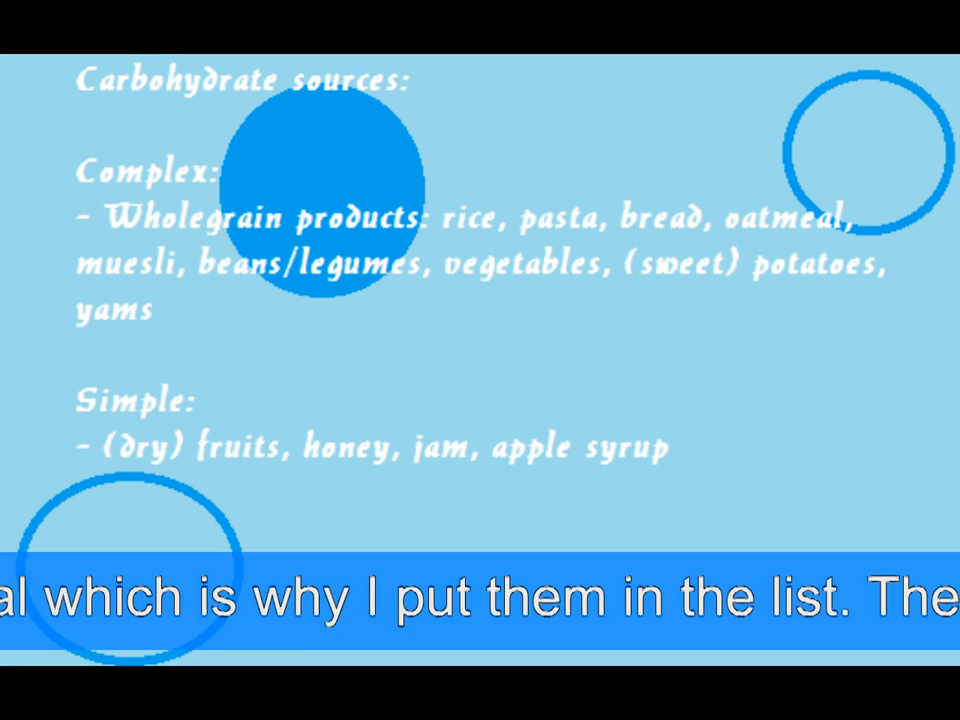 Carbohydrate sources:
Complex:
- Wholegrain products: rice, pasta, bread, oatmeal,
muesli, beans/legumes, vegetables, (sweet) potatoes,
yams
Simple:
- (dry) fruits, honey, jam, apple syrup
al which is why I put them in the list. The